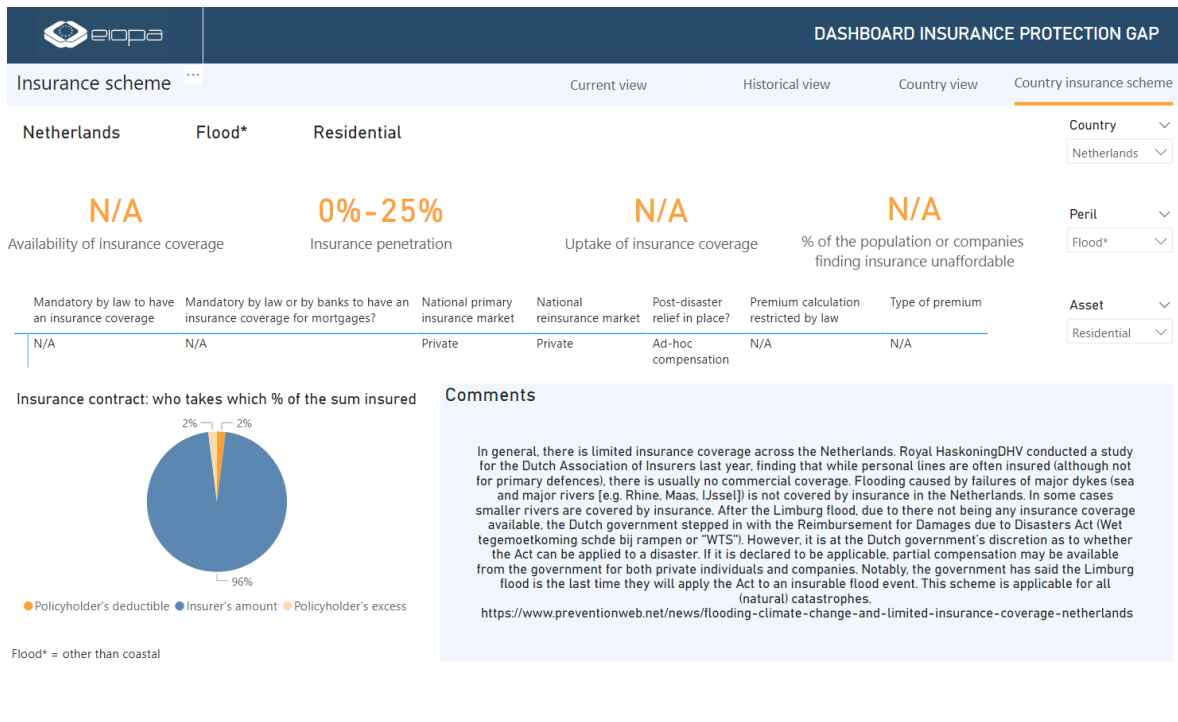 eiopa
DASHBOARD INSURANCE PROTECTION GAP
Insurance scheme
...
Current view
Historical view
Country view
Country insurance scheme
Netherlands
Flood*
Residential
Country
Netherlands
N/A
Availability of insurance coverage
0%-25%
Insurance penetration
N/A
Uptake of insurance coverage
N/A
% of the population or companies
finding insurance unaffordable
Peril
Flood*
Asset
Residential
Mandatory by law to have
an insurance coverage
Mandatory by law or by banks to have an
insurance coverage for mortgages?
National primary
insurance market
National
reinsurance market
Post-disaster
relief in place?
Premium calculation
restricted by law
Type of premium
N/A
N/A
Private
Private
Ad-hoc
compensation
N/A
N/A
Insurance contract: who takes which % of the sum insured
2%
2%
96%
Policyholder's deductible
Insurer's amount
Policyholder's excess
Comments
In general, there is limited insurance coverage across the Netherlands. Royal HaskoningDHV conducted a study
for the Dutch Association of Insurers last year, finding that while personal lines are often insured (although not
for primary defences), there is usually no commercial coverage. Flooding caused by failures of major dykes (sea
and major rivers [e.g. Rhine, Maas, IJssel]) is not covered by insurance in the Netherlands. In some cases
smaller rivers are covered by insurance. After the Limburg flood, due to there not being any insurance coverage
available, the Dutch government stepped in with the Reimbursement for Damages due to Disasters Act (Wet
tegemoetkoming schde bij rampen or "WTS"). However, it is at the Dutch government's discretion as to whether
the Act can be applied to a disaster. If it is declared to be applicable, partial compensation may be available
from the government for both private individuals and companies. Notably, the government has said the Limburg
flood is the last time they will apply the Act to an insurable flood event. This scheme is applicable for all
(natural) catastrophes.
https://www.preventionweb.net/news/flooding-climate-change-and-limited-insurance-coverage-netherlands
Flood* = other than coastal